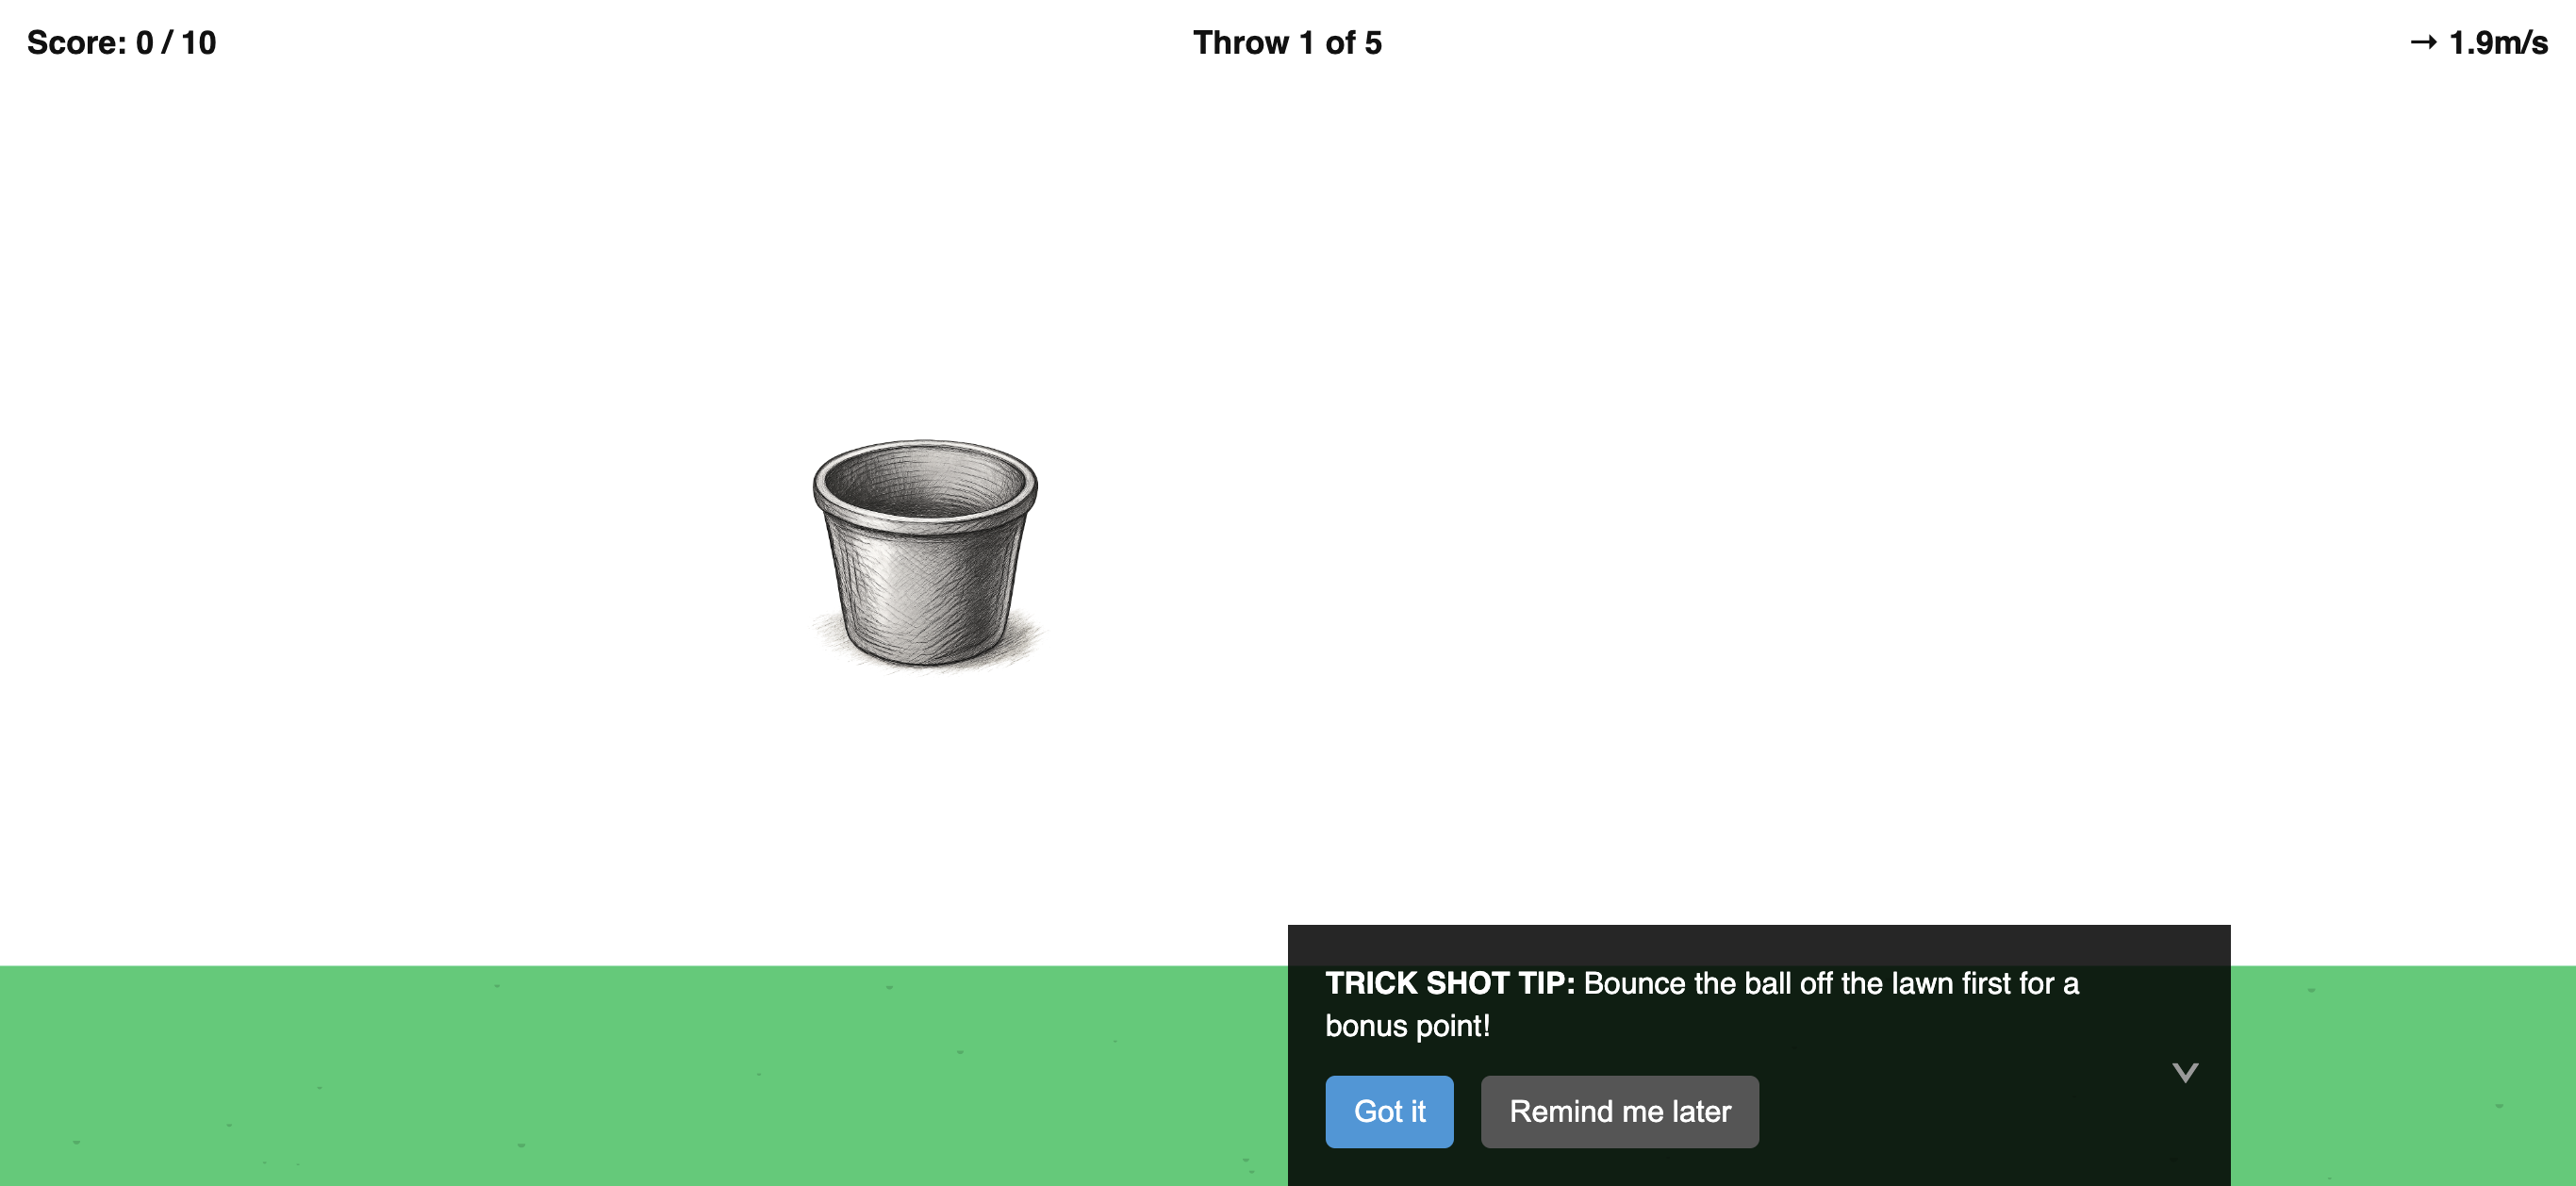 Score: 0 / 10
Throw 1 of 5
→ 1.9m/s
TRICK SHOT TIP: Bounce the ball off the lawn first for a
bonus point!
Got it
Remind me later